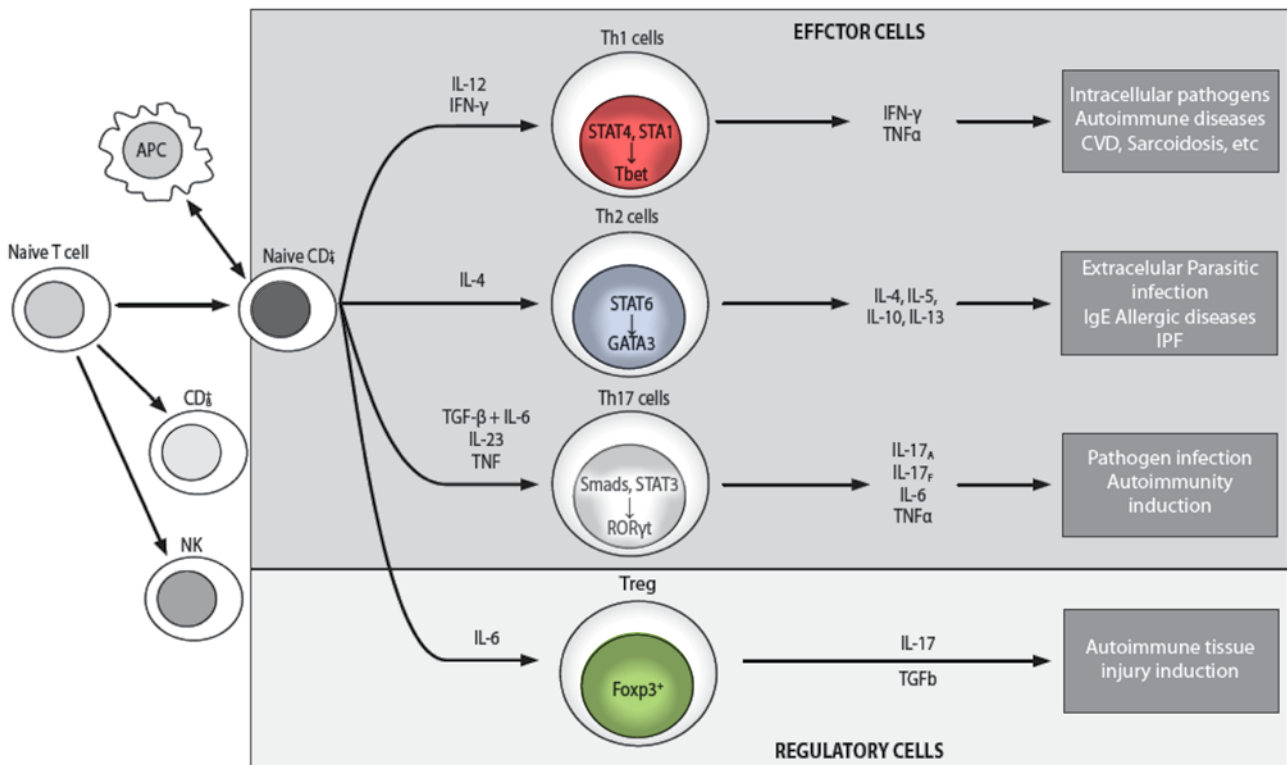 EFFCTOR CELLS
Th1 cells
IL-12
IFN-γ
STAT4, STA1
↓
Tbet
IFN-γ
TNFα
Intracellular pathogens
Autoimmune diseases
CVD, Sarcoidosis, etc
APC
Naive T cell
Naive CD4+
Th2 cells
IL-4
STAT6
↓
GATA3
IL-4, IL-5,
IL-10, IL-13
Extracelular Parasitic
infection
IgE Allergic diseases
IPF
CD8+
Th17 cells
TGF-β + IL-6
IL-23
TNF
Smads, STAT3
↓
RORγt
IL-17A
IL-17F
IL-6
TNFα
Pathogen infection
Autoimmunity
induction
NK
Treg
IL-6
Foxp3+
IL-17
TGFb
Autoimmune tissue
injury induction
REGULATORY CELLS